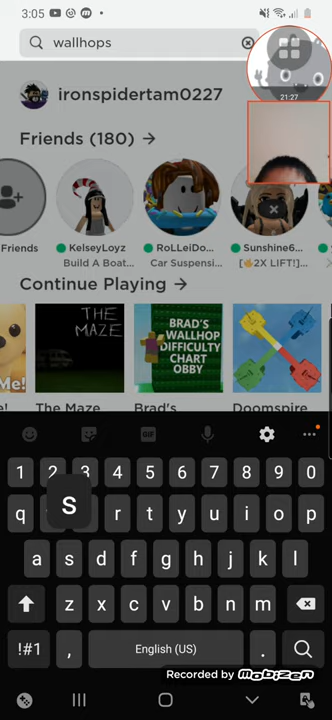 3:05
wallhops
21:27
ironspidertam0227
Friends (180) →
Friends
KelseyLoyz
RoLLeiDo...
Sunshine6...
Build A Boat...
Car Suspensi...
[👋2X LIFT!]...
Continue Playing →
Me!
THE MAZE
BRAD'S
WALLHOP
DIFFICULTY
CHART
OBBY
The Maze
Brad's
Doomspire
GIF
1 2 3 4 5 6 7 8 9 0
S
q r t y u i o p
a s d f g h j k l
z x c v b n m
!#1 , English (US) .
Recorded by MOBIZEN